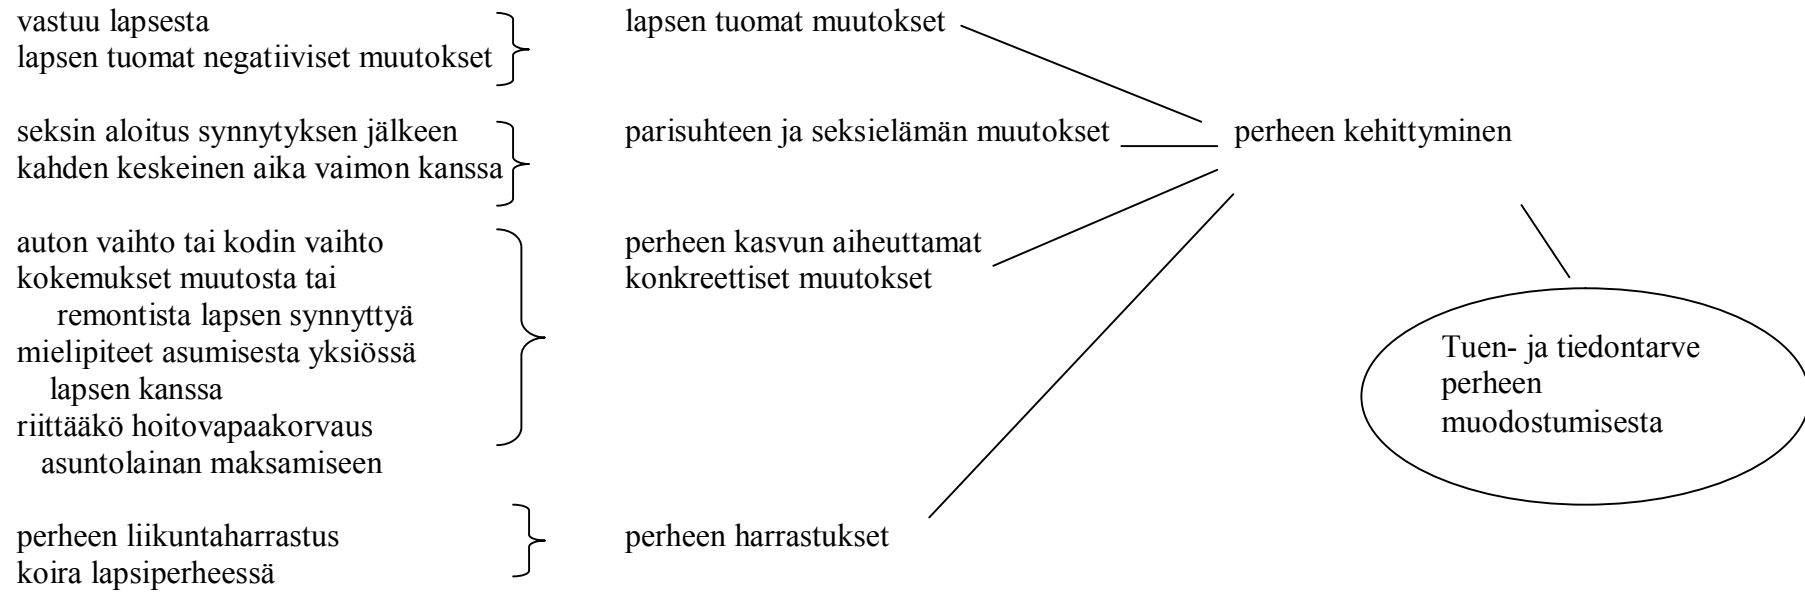 vastuu lapsesta
lapsen tuomat negatiiviset muutokset
lapsen tuomat muutokset
seksin aloitus synnytyksen jälkeen
kahden keskeinen aika vaimon kanssa
parisuhteen ja seksielämän muutokset
perheen kehittyminen
auton vaihto tai kodin vaihto
kokemukset muutosta tai
remontista lapsen synnyttyä
mielipiteet asumisesta yksiössä
lapsen kanssa
riittääkö hoitovapaakorvaus
asuntolainan maksamiseen
perheen kasvun aiheuttamat
konkreettiset muutokset
Tuen- ja tiedontarve
perheen
muodostumisesta
perheen liikuntaharrastus
koira lapsiperheessä
perheen harrastukset